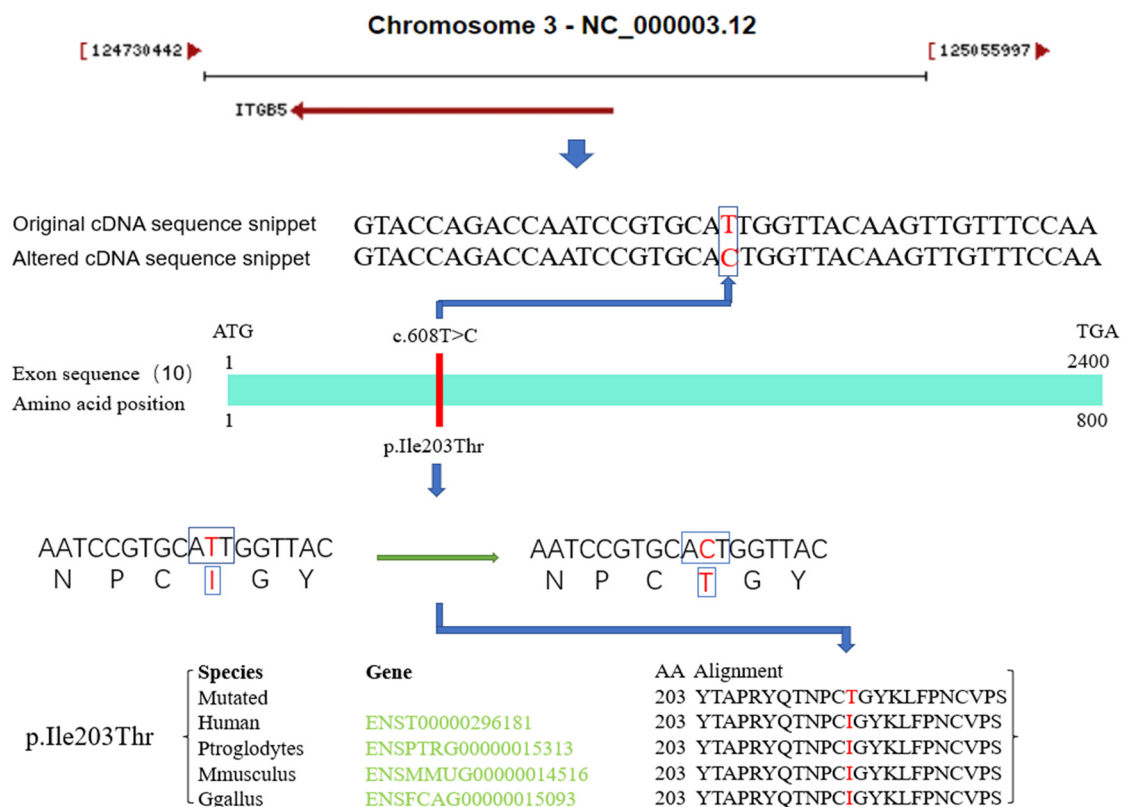 Chromosome 3 - NC_000003.12
[ 124730442
[ 125055997
ITGB5
Original cDNA sequence snippet GTACCAGACCAATCCGTGCATTGGTTACAAGTTGTTTCCAA
Altered cDNA sequence snippet GTACCAGACCAATCCGTGCACTGGTTACAAGTTGTTTCCAA
ATG c.608T>C TGA
1 2400
Exon sequence (10)
Amino acid position
1 800
p.Ile203Thr
AATCCGTGCATTGGTTAC AATCCGTGCACTGGTTAC
N P C I G Y N P C T G Y
Species Gene AA Alignment
Mutated 203 YTAPRYQTNPCTGYKLFPNCVPS
Human ENST00000296181 203 YTAPRYQTNPCIGYKLFPNCVPS
p.Ile203Thr
Ptroglodytes ENSPTRG00000015313 203 YTAPRYQTNPCIGYKLFPNCVPS
Mmusculus ENSMMUG00000014516 203 YTAPRYQTNPCIGYKLFPNCVPS
Ggallus ENSFCAG00000015093 203 YTAPRYQTNPCIGYKLFPNCVPS